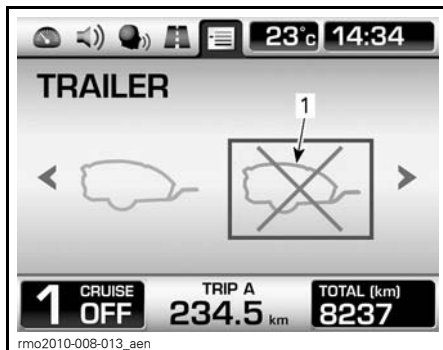 23°c 14:34
TRAILER
1
1 CRUISE OFF
TRIP A
234.5 km
TOTAL (km)
8237
rmo2010-008-013_aen